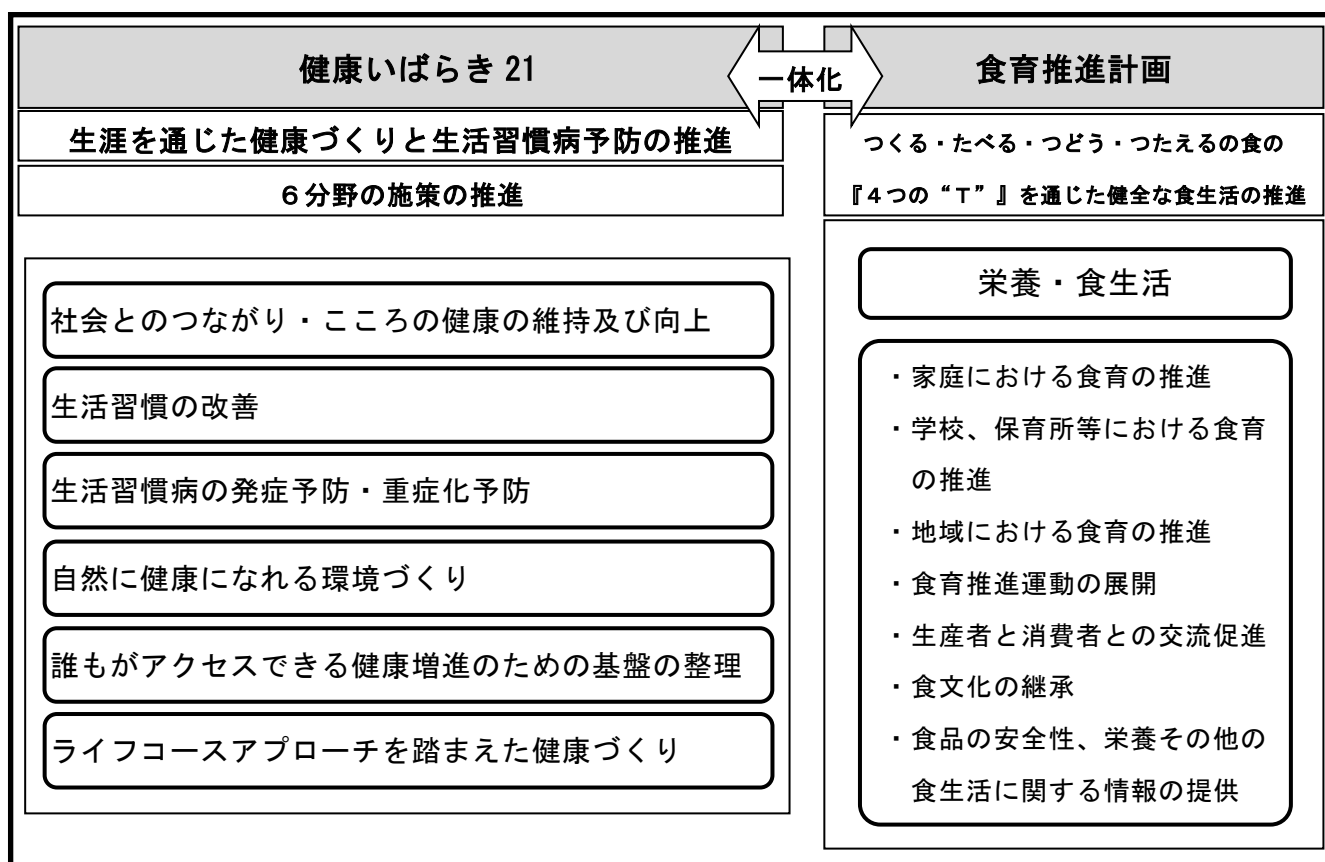 健康いばらき 21
一体化
食育推進計画
生涯を通じた健康づくりと生活習慣病予防の推進
6分野の施策の推進
つくる・たべる・つどう・つたえるの食の
『4つの“T”』を通じた健全な食生活の推進
社会とのつながり・こころの健康の維持及び向上
生活習慣の改善
生活習慣病の発症予防・重症化予防
自然に健康になれる環境づくり
誰もがアクセスできる健康増進のための基盤の整理
ライフコースアプローチを踏まえた健康づくり
栄養・食生活
・家庭における食育の推進
・学校、保育所等における食育
の推進
・地域における食育の推進
・食育推進運動の展開
・生産者と消費者との交流促進
・食文化の継承
・食品の安全性、栄養その他の
食生活に関する情報の提供